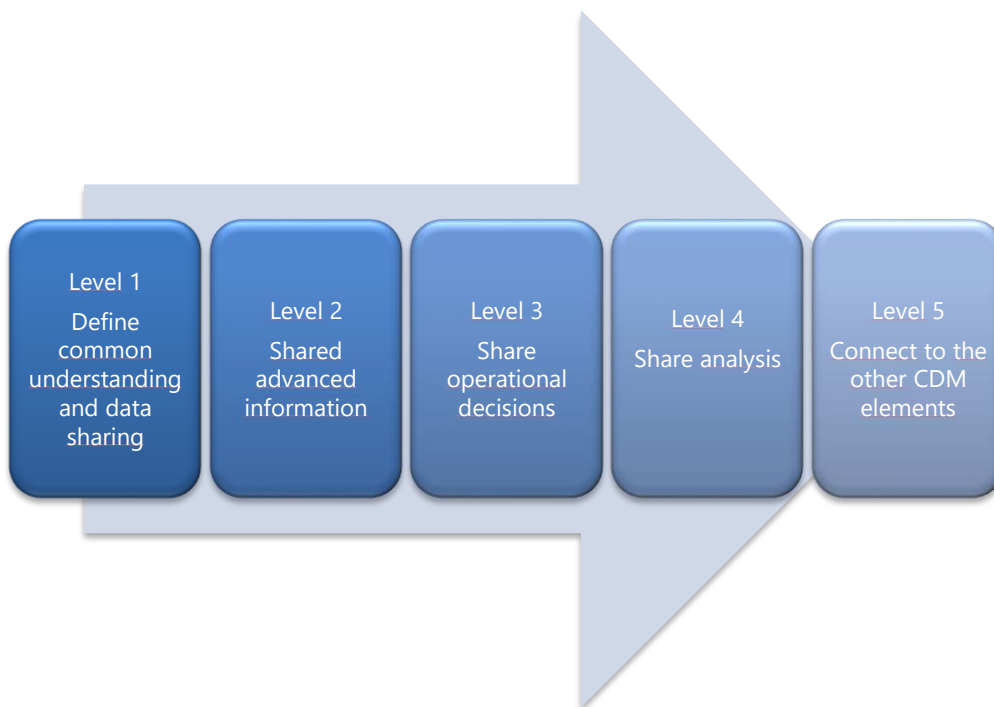 Level 1
Define
common
understanding
and data
sharing
Level 2
Shared
advanced
information
Level 3
Share
operational
decisions
Level 4
Share analysis
Level 5
Connect to the
other CDM
elements